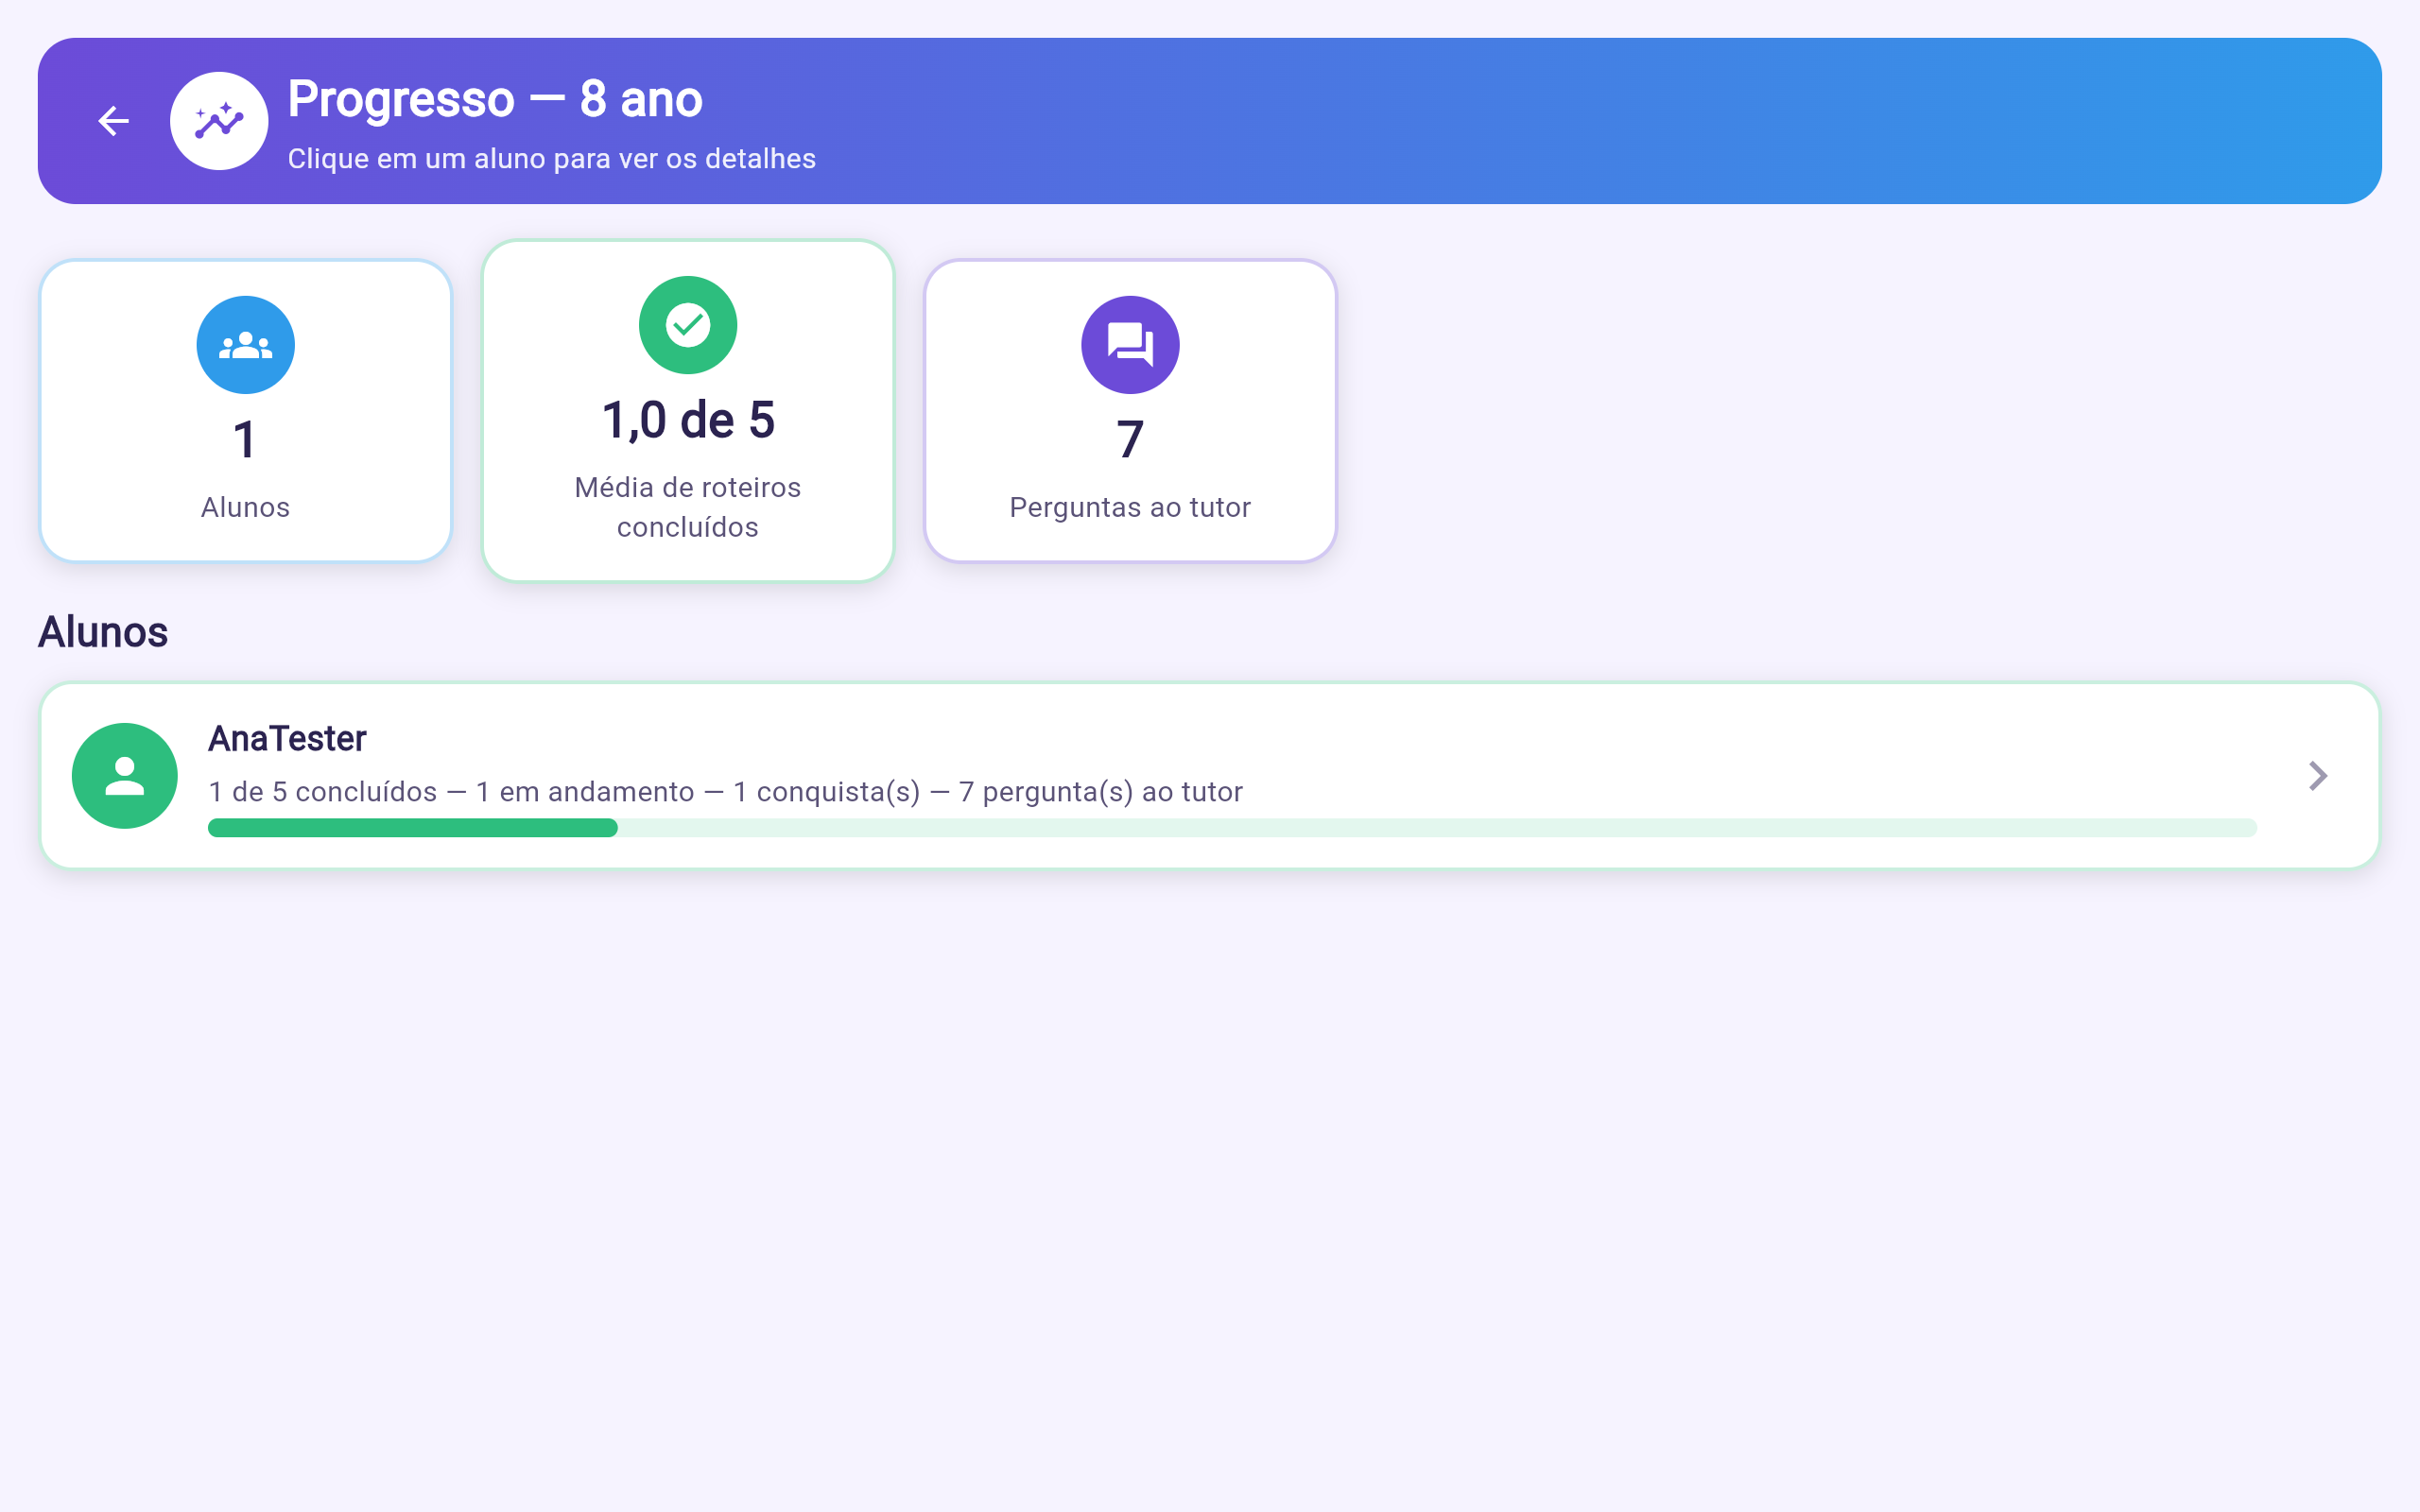 Progresso — 8 ano
Clique em um aluno para ver os detalhes
1
Alunos
1,0 de 5
Média de roteiros
concluídos
7
Perguntas ao tutor
Alunos
AnaTester
1 de 5 concluídos — 1 em andamento — 1 conquista(s) — 7 pergunta(s) ao tutor